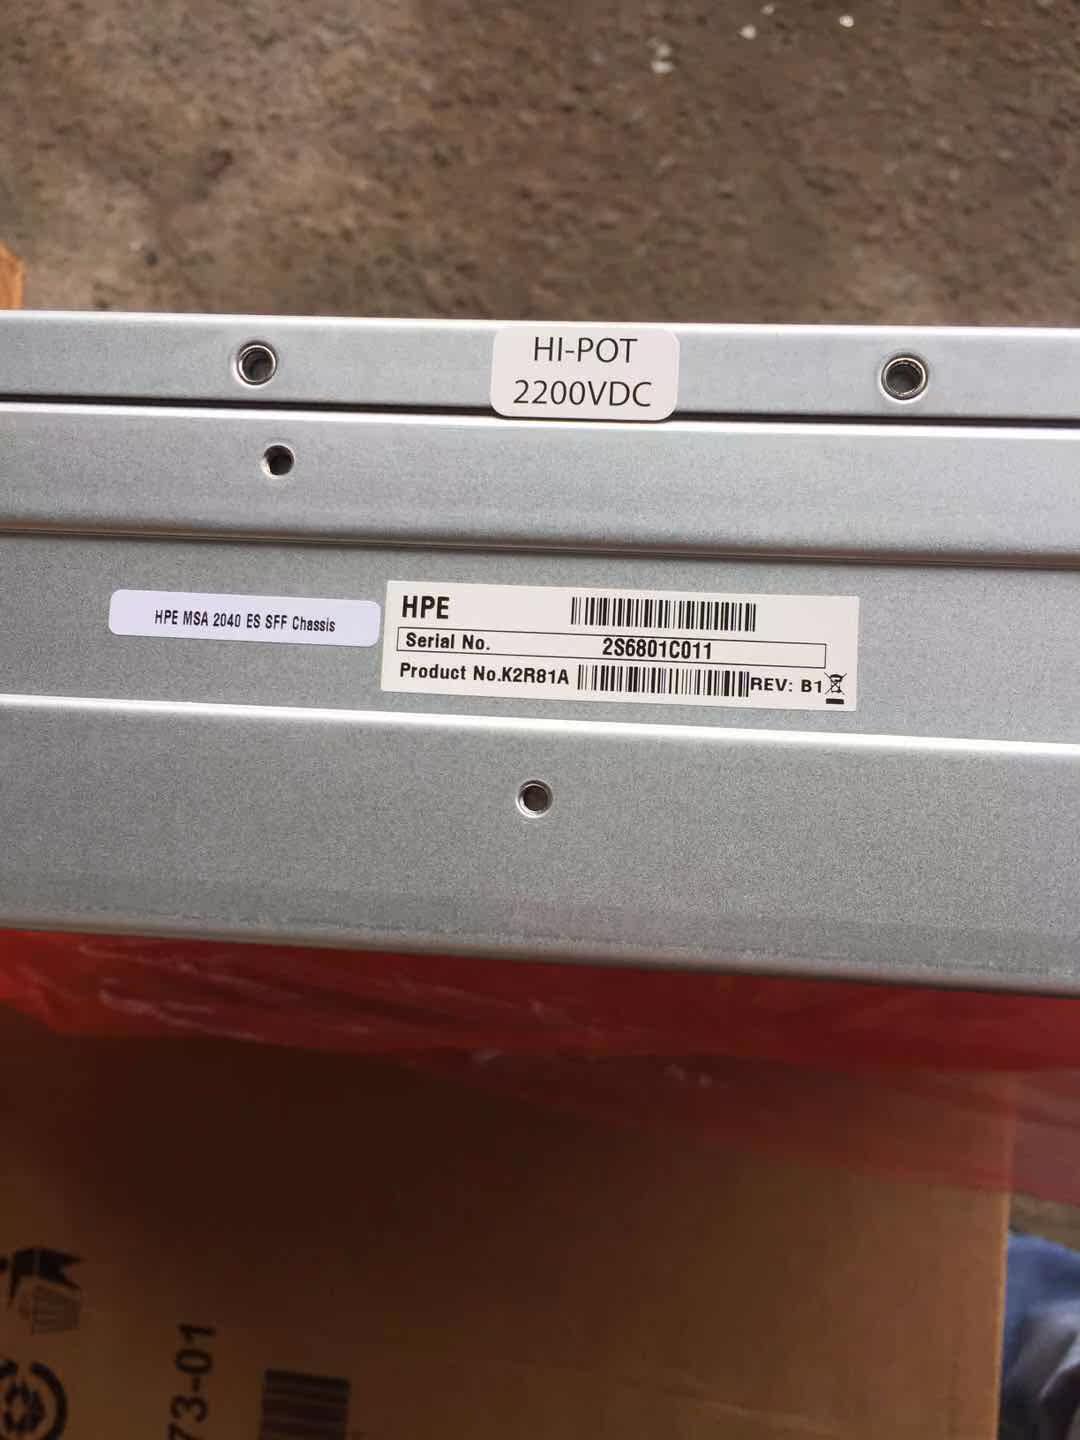 HI-POT
2200VDC
HPE MSA 2040 ES SFF Chassis
HPE
Serial No. 2S6801C011
Product No.K2R81A REV: B1
73-01